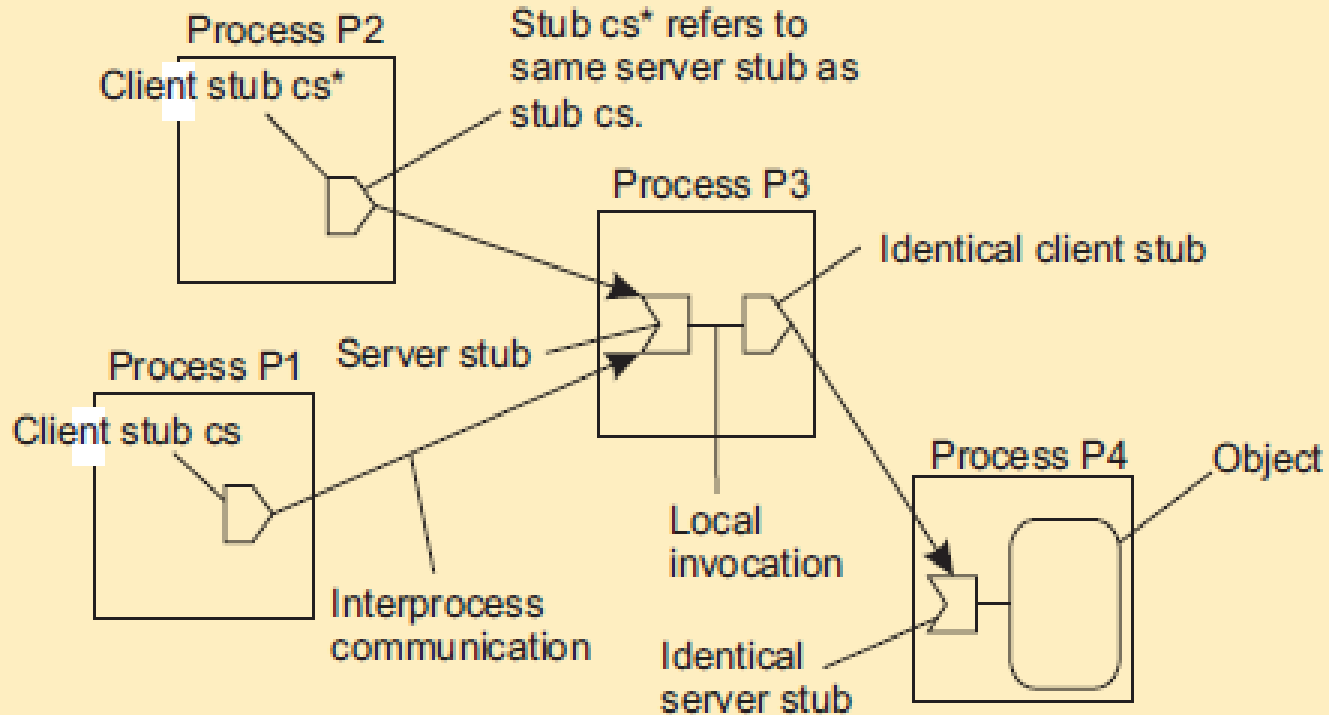 Process P2
Client stub cs*
Stub cs* refers to
same server stub as
stub cs.
Process P3
Identical client stub
Server stub
Process P1
Client stub cs
Interprocess
communication
Local
invocation
Process P4
Object
Identical
server stub